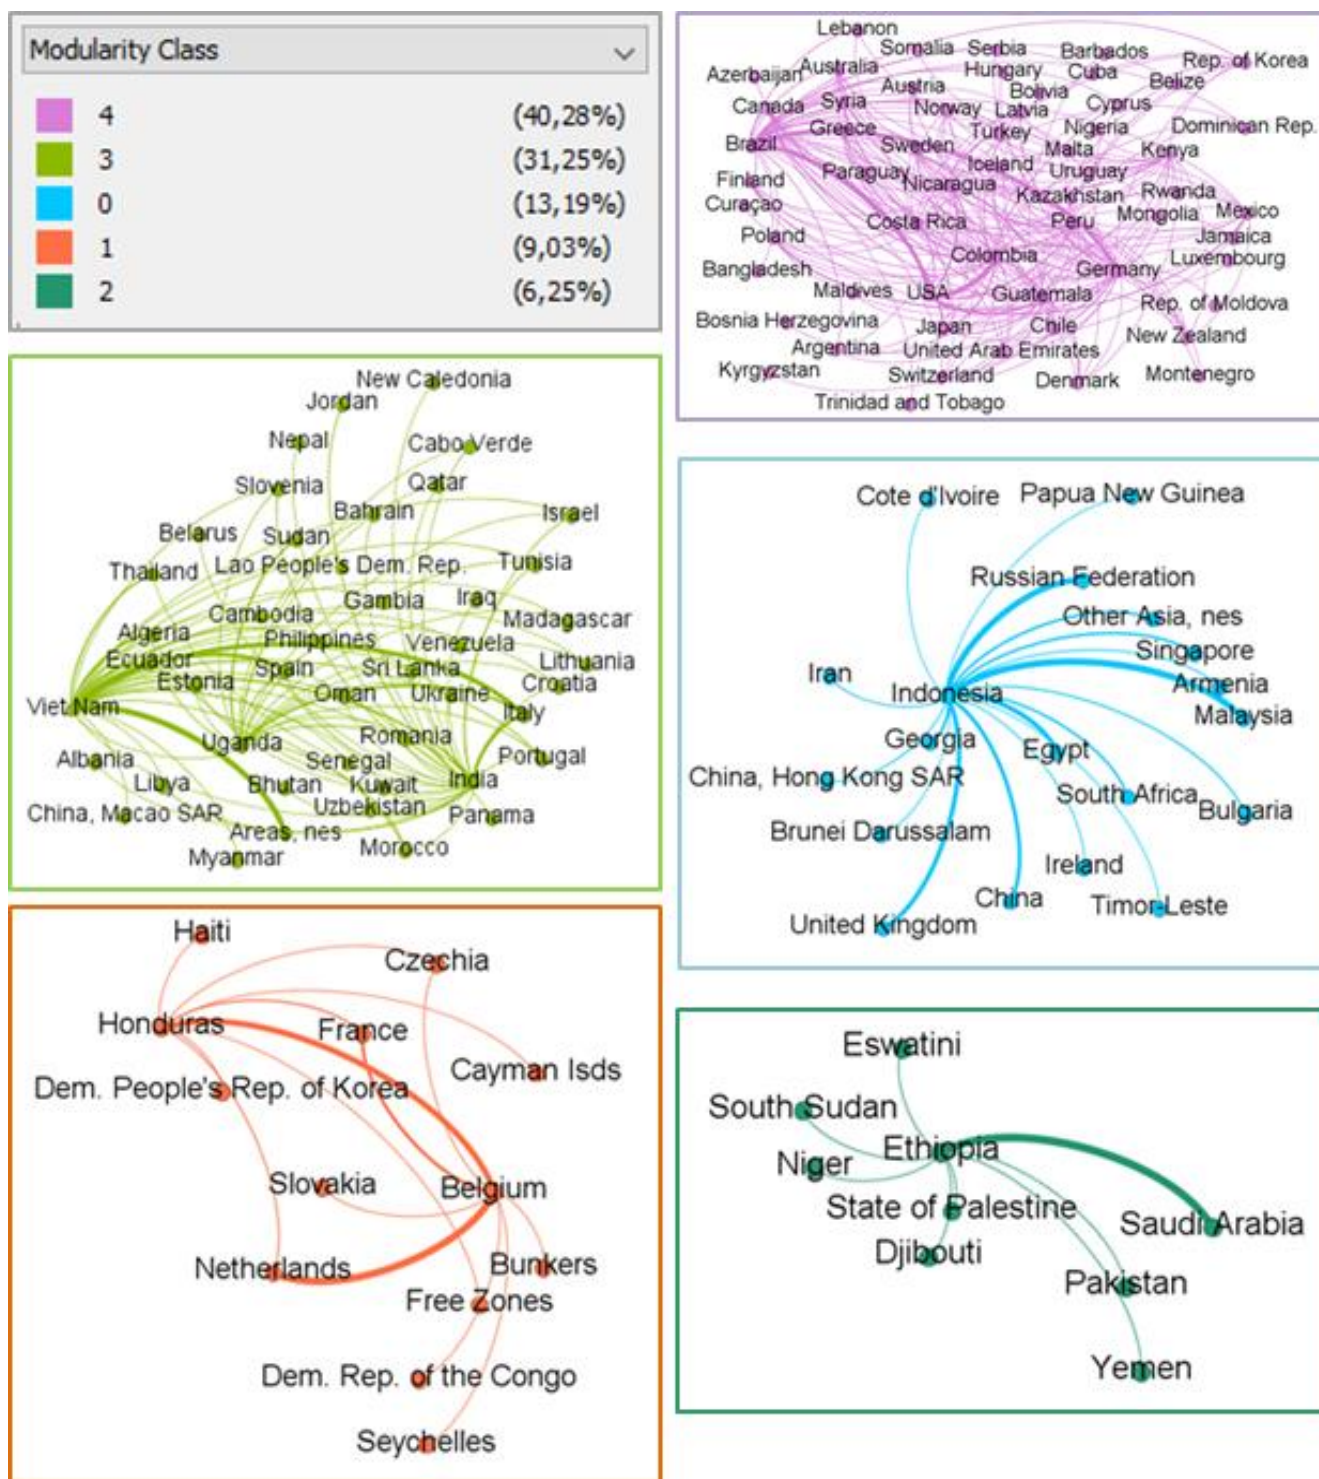 Modularity Class
4 (40,28%)
3 (31,25%)
0 (13,19%)
1 (9,03%)
2 (6,25%)
Lebanon
Somalia Serbia Barbados
Azerbaijan Australia Hungary Cuba Rep. of Korea
Austria Bolivia Belize
Canada Syria Norway Latvia Cyprus
Brazil Greece Turkey Nigeria Dominican Rep.
Sweden Malta Kenya
Paraguay Iceland Uruguay
Finland Nicaragua Kazakhstan Rwanda
Curaçao Costa Rica Peru Mongolia Mexico
Poland Colombia Jamaica
Bangladesh Germany Luxembourg
Maldives USA Guatemala Rep. of Moldova
Bosnia Herzegovina Japan Chile New Zealand
Argentina United Arab Emirates
Kyrgyzstan Switzerland Denmark Montenegro
Trinidad and Tobago
New Caledonia
Jordan
Nepal Cabo Verde
Slovenia Qatar
Bahrain Israel
Belarus Sudan
Thailand Lao People's Dem. Rep. Tunisia
Cambodia Gambia Iraq
Algeria Philippines Venezuela Madagascar
Ecuador Spain Sri Lanka Lithuania
Estonia Oman Ukraine Croatia
Viet Nam Italy
Uganda Romania
Albania Senegal Portugal
Libya Bhutan Kuwait India
China, Macao SAR Uzbekistan Panama
Areas, nes
Myanmar Morocco
Cote d'Ivoire Papua New Guinea
Russian Federation
Other Asia, nes
Singapore
Iran Indonesia Armenia
Malaysia
Georgia Egypt
China, Hong Kong SAR
South Africa Bulgaria
Brunei Darussalam
Ireland
China Timor-Leste
United Kingdom
Haiti
Czechia
Honduras France
Cayman Isds
Dem. People's Rep. of Korea
Slovakia Belgium
Netherlands Bunkers
Free Zones
Dem. Rep. of the Congo
Seychelles
Eswatini
South Sudan
Ethiopia
Niger
State of Palestine Saudi Arabia
Djibouti
Pakistan
Yemen